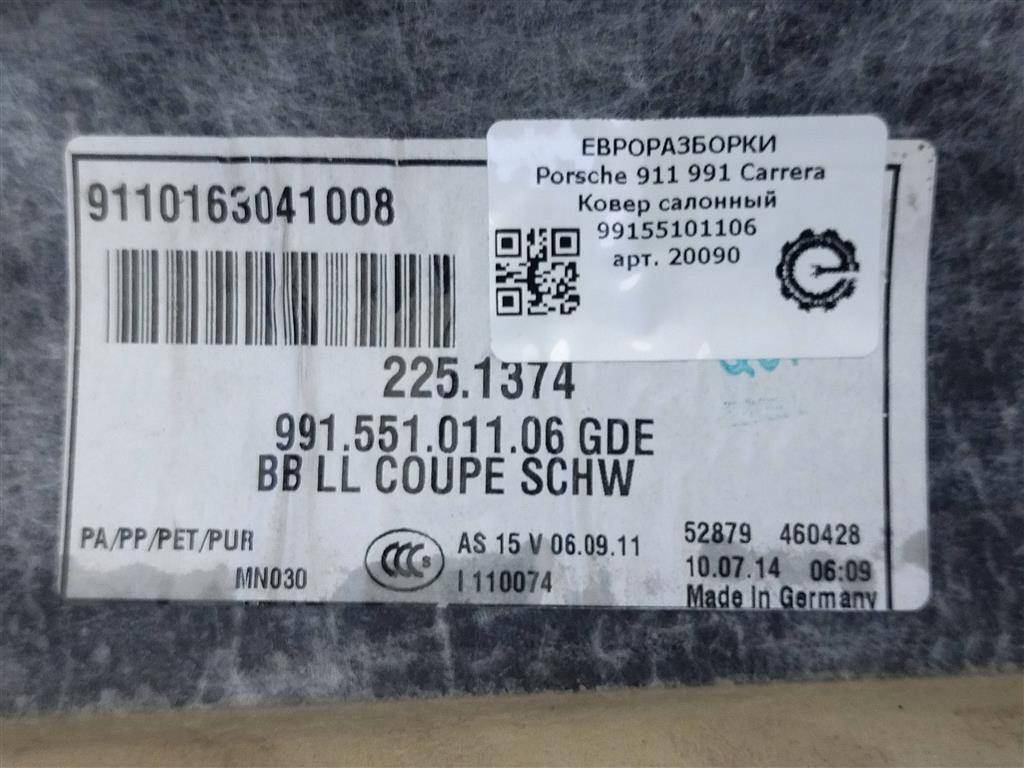 ЕВРОРАЗБОРКИ
Porsche 911 991 Carrera
Ковер салонный
99155101106
арт. 20090
9110163041008
225.1374
991.551.011.06 GDE
BB LL COUPE SCHW
PA/PP/PET/PUR
MN030
CCC S
AS 15 V 06.09.11
I 110074
52879 460428
10.07.14 06:09
Made In Germany